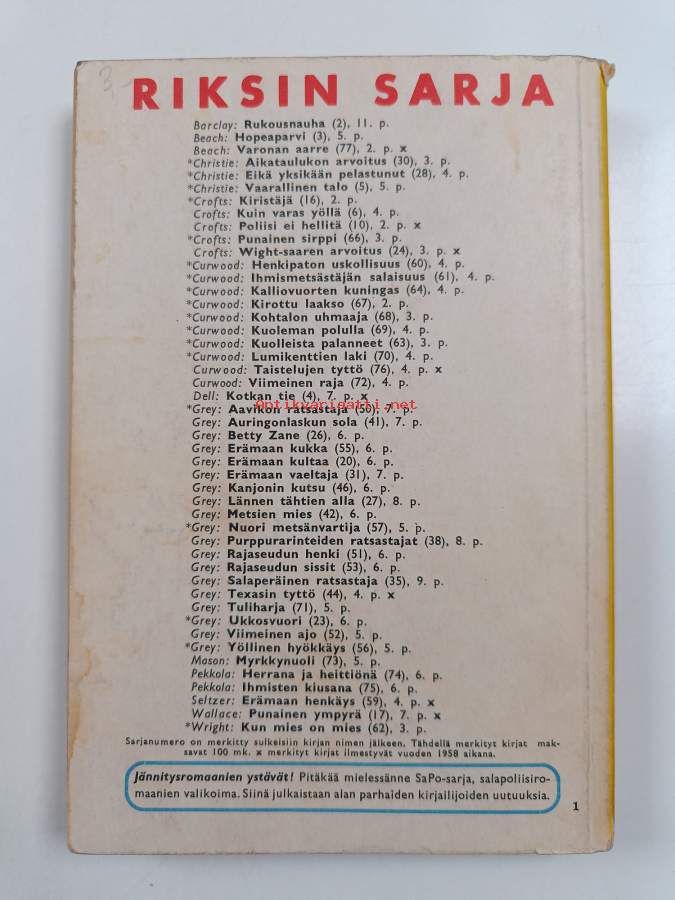 3,-
RIKSIN SARJA
Barclay: Rukousnauha (2), 11. p.
Beach: Hopeaparvi (3), 5. p.
Beach: Varonan aarre (77), 2. p. x
*Christie: Aikataulukon arvoitus (30), 3. p.
*Christie: Eikä yksikään pelastunut (28), 4. p.
*Christie: Vaarallinen talo (5), 5. p.
*Crofts: Kiristäjä (16), 2. p.
Crofts: Kuin varas yöllä (6), 4. p.
Crofts: Poliisi ei hellitä (10), 2. p. x
*Crofts: Punainen sirppi (66), 3. p.
Crofts: Wight-saaren arvoitus (24), 3. p. x
*Curwood: Henkipaton uskollisuus (60), 4. p.
*Curwood: Ihmismetsästäjän salaisuus (61), 4. p.
*Curwood: Kalliovuorten kuningas (64), 4. p.
*Curwood: Kirottu laakso (67), 2. p.
*Curwood: Kohtalon uhmaaja (68), 3. p.
*Curwood: Kuoleman polulla (69), 4. p.
*Curwood: Kuolleista palanneet (63), 3. p.
*Curwood: Lumikenttien laki (70), 4. p.
Curwood: Taistelujen tyttö (76), 4. p. x
Curwood: Viimeinen raja (72), 4. p.
Dell: Kotkan tie (4), 7. p. x
antikvariaatti.net
*Grey: Aavikon ratsastaja (50), 7. p.
Grey: Auringonlaskun sola (41), 7. p.
Grey: Betty Zane (26), 6. p.
Grey: Erämaan kukka (55), 6. p.
Grey: Erämaan kultaa (20), 6. p.
Grey: Erämaan vaeltaja (31), 7. p.
Grey: Kanjonin kutsu (46), 6. p.
Grey: Lännen tähtien alla (27), 8. p.
Grey: Metsien mies (42), 6. p.
*Grey: Nuori metsänvartija (57), 5. p.
Grey: Purppurarinteiden ratsastajat (38), 8. p.
Grey: Rajaseudun henki (51), 6. p.
Grey: Rajaseudun sissit (53), 6. p.
Grey: Salaperäinen ratsastaja (35), 9. p.
Grey: Texasin tyttö (44), 4. p. x
Grey: Tuliharja (71), 5. p.
*Grey: Ukkosvuori (23), 6. p.
Grey: Viimeinen ajo (52), 5. p.
*Grey: Yöllinen hyökkäys (56), 5. p.
Mason: Myrkkynuoli (73), 5. p.
Pekkola: Herrana ja heittiönä (74), 6. p.
Pekkola: Ihmisten kiusana (75), 6. p.
Seltzer: Erämaan henkäys (59), 4. p. x
Wallace: Punainen ympyrä (17), 7. p. x
*Wright: Kun mies on mies (62), 3. p.
Sarjanumero on merkitty sulkeisiin kirjan nimen jälkeen. Tähdellä merkityt kirjat mak-
savat 100 mk. x merkityt kirjat ilmestyvät vuoden 1958 aikana.
Jännitysromaanien ystävät! Pitäkää mielessänne SaPo-sarja, salapoliisiro-
maanien valikoima. Siinä julkaistaan alan parhaiden kirjailijoiden uutuuksia.
1